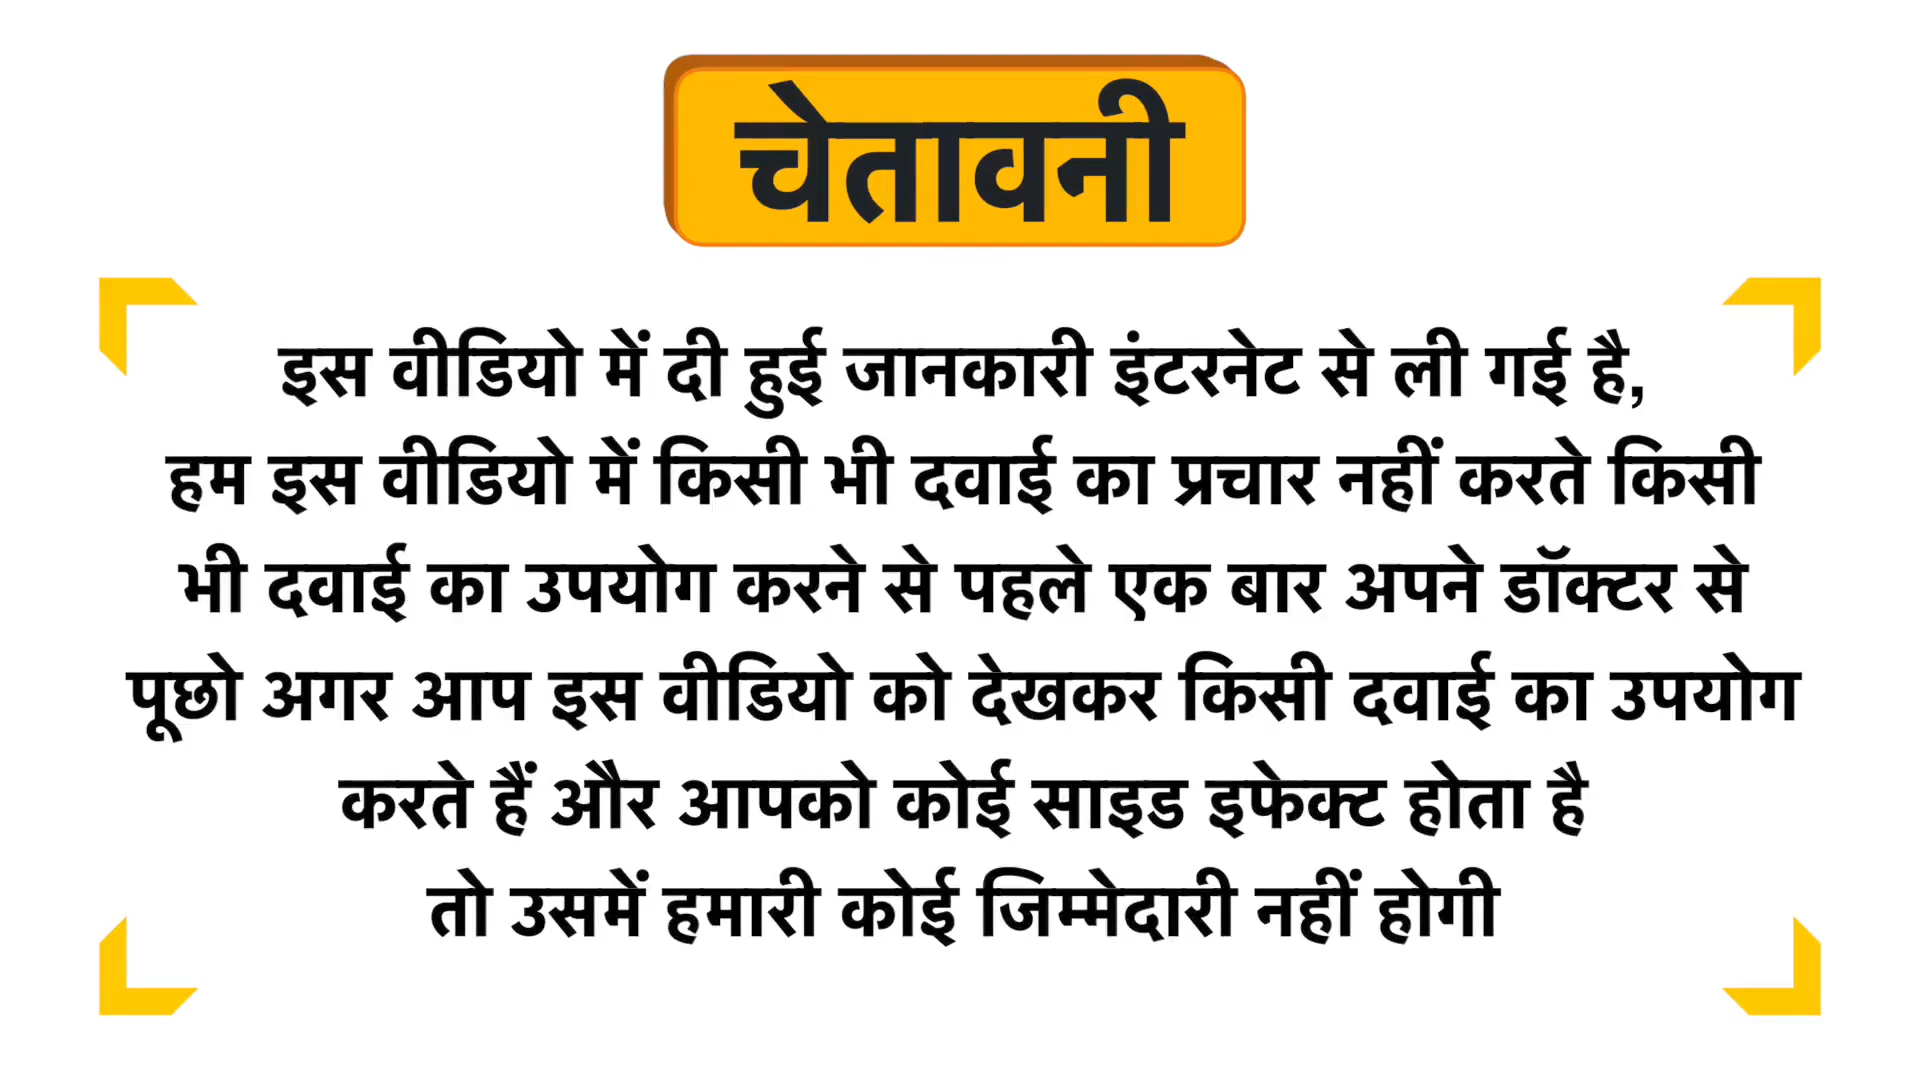 चेतावनी
इस वीडियो में दी हुई जानकारी इंटरनेट से ली गई है,
हम इस वीडियो में किसी भी दवाई का प्रचार नहीं करते किसी
भी दवाई का उपयोग करने से पहले एक बार अपने डॉक्टर से
पूछो अगर आप इस वीडियो को देखकर किसी दवाई का उपयोग
करते हैं और आपको कोई साइड इफेक्ट होता है
तो उसमें हमारी कोई जिम्मेदारी नहीं होगी